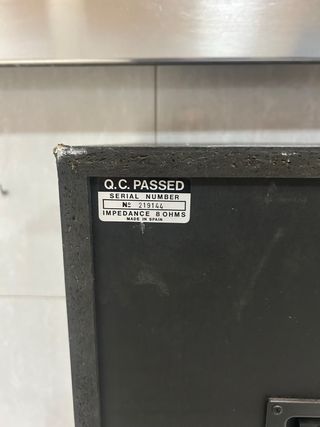 Q.C. PASSED
SERIAL NUMBER
Nº 219144
IMPEDANCE 8 OHMS
MADE IN SPAIN